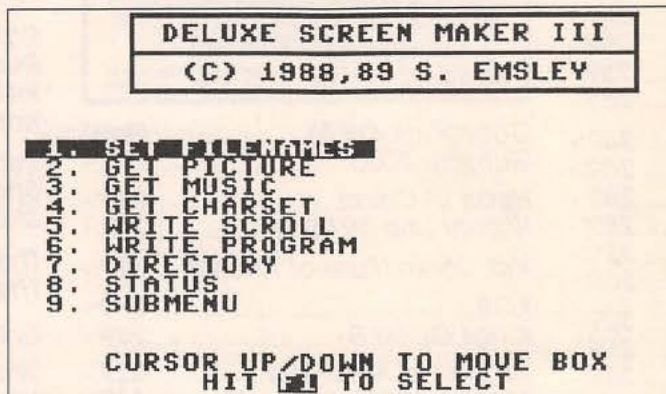 DELUXE SCREEN MAKER III
(C) 1988,89 S. EMSLEY
1. SET FILENAMES
2. GET PICTURE
3. GET MUSIC
4. GET CHARSET
5. WRITE SCROLL
6. WRITE PROGRAM
7. DIRECTORY
8. STATUS
9. SUBMENU
CURSOR UP/DOWN TO MOVE BOX
HIT F1 TO SELECT